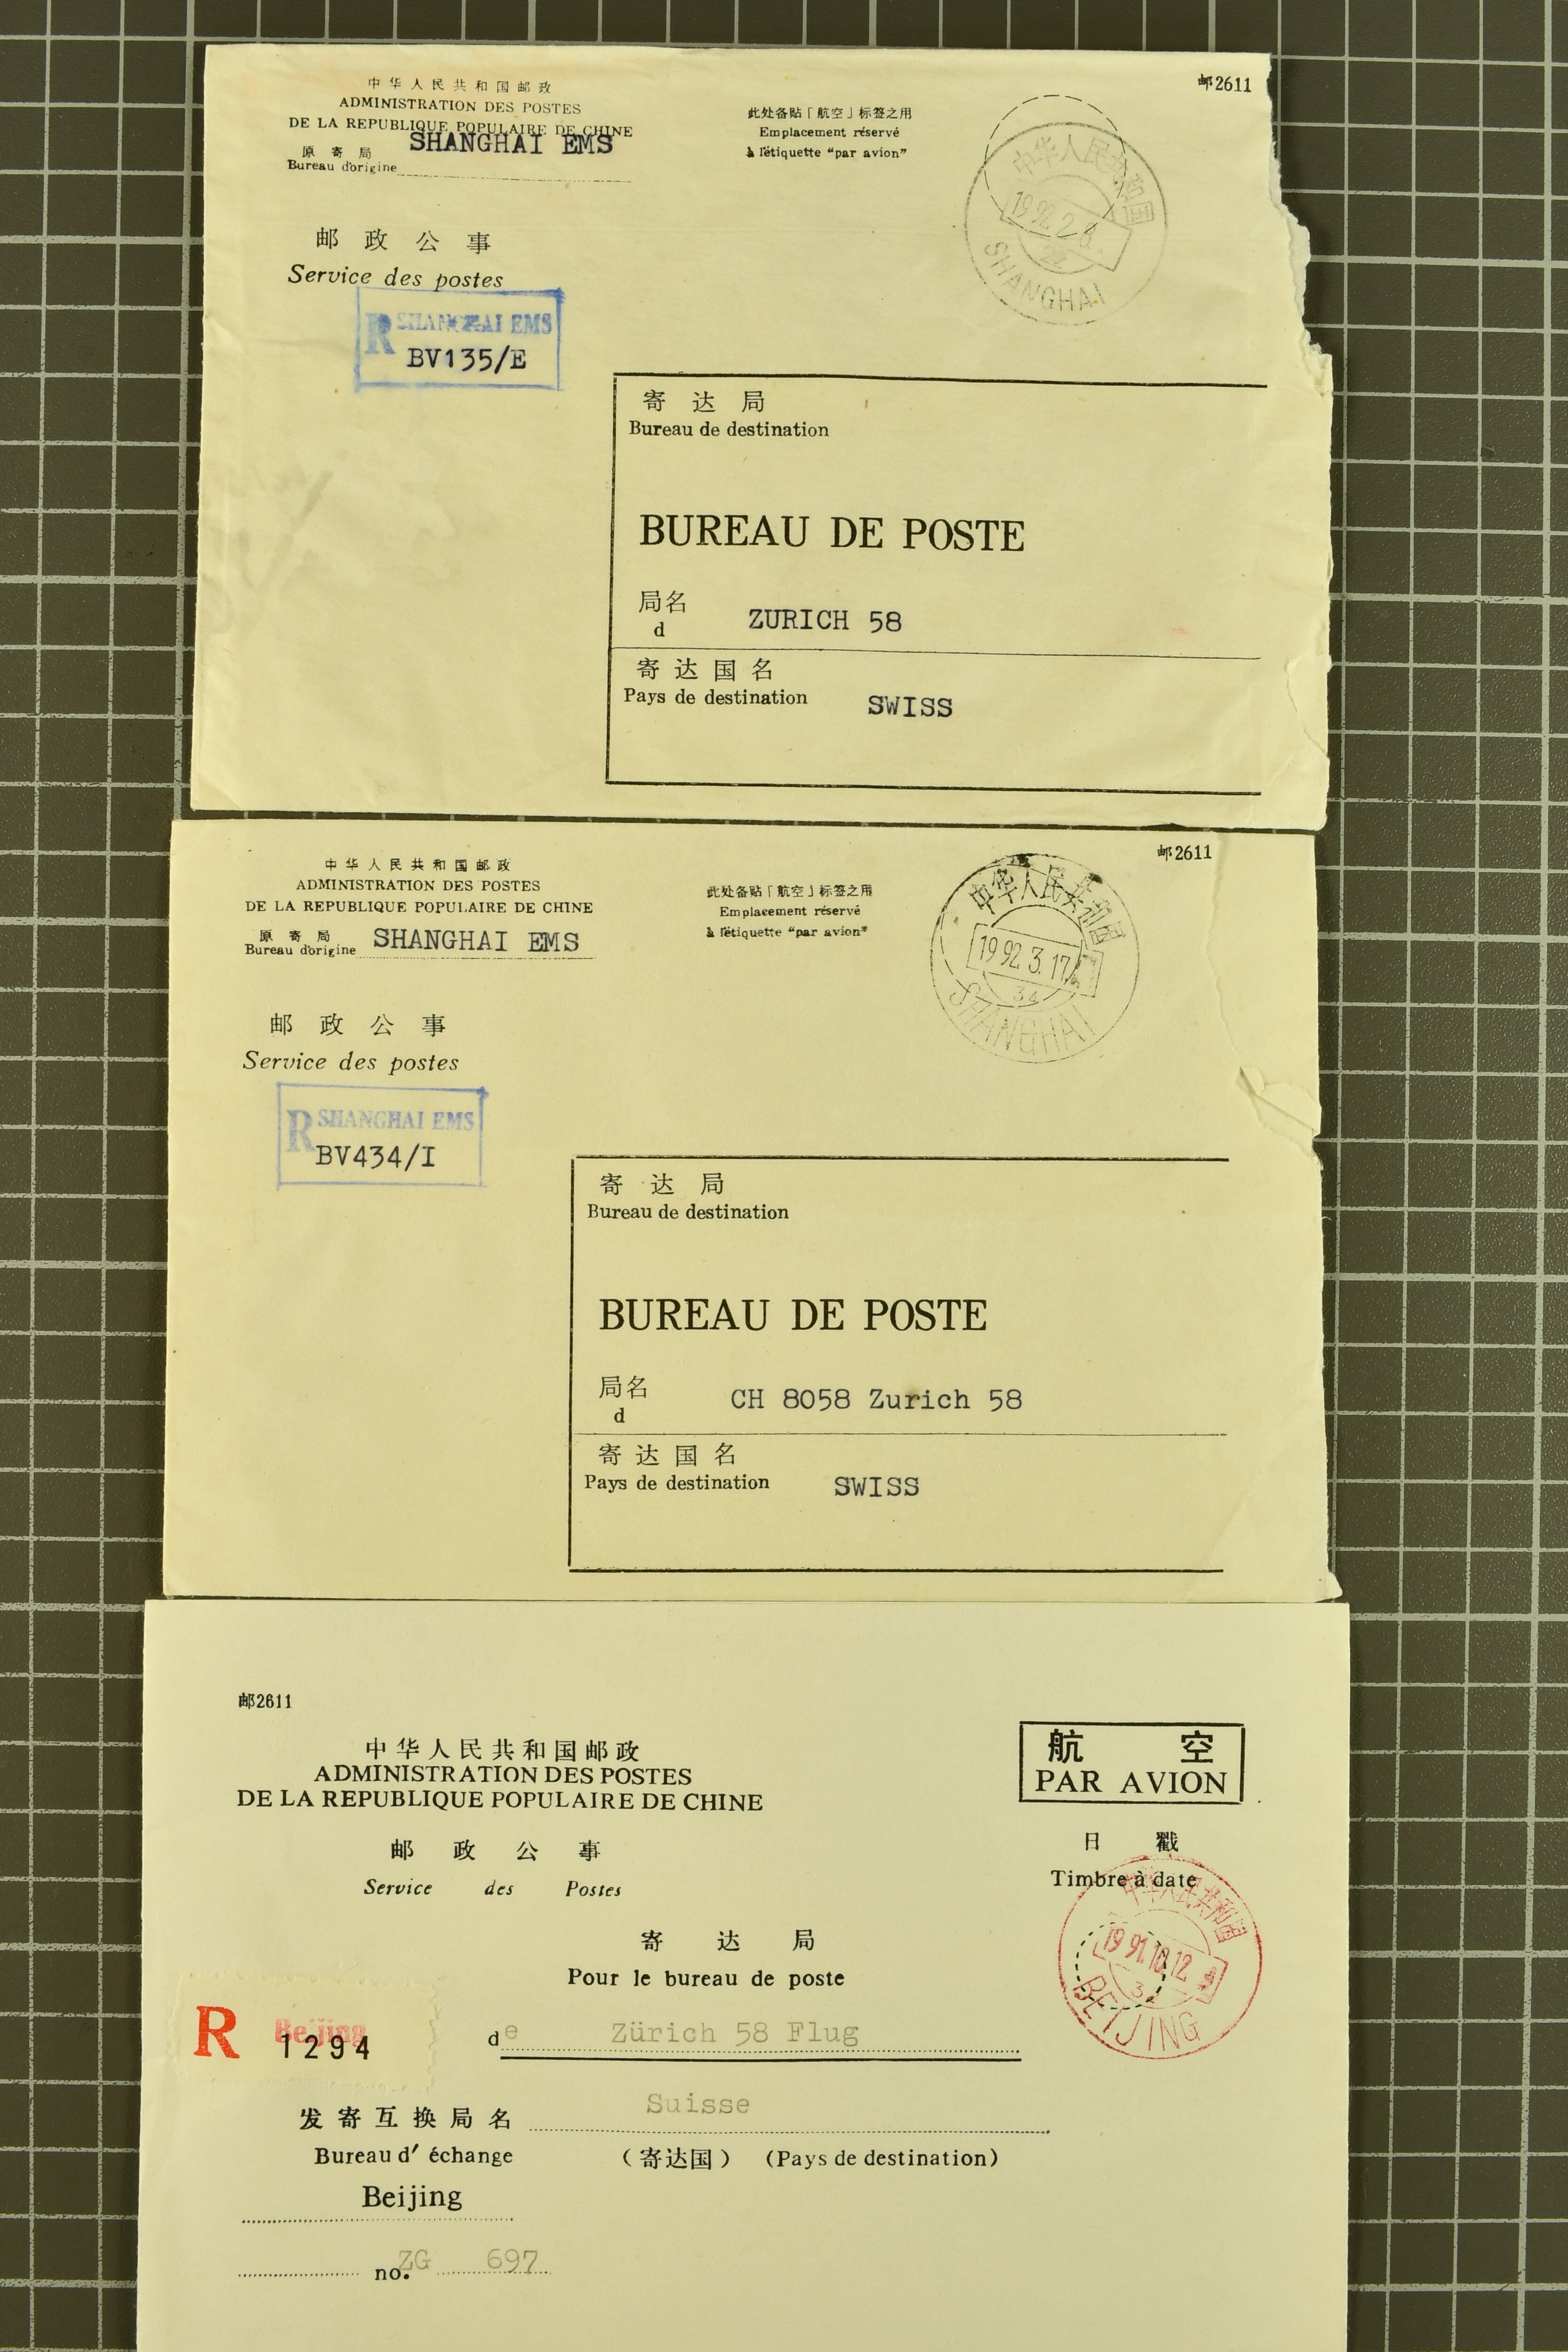 中华人民共和国邮政
ADMINISTRATION DES POSTES
DE LA REPUBLIQUE POPULAIRE DE CHINE
原寄局
Bureau d'origine SHANGHAI EMS
此处备贴「航空」标签之用
Emplacement réservé
à l'étiquette "par avion"
邮2611
中华人民共和国
1992.2.
SHANGHAI
邮政公事
Service des postes
R SHANGHAI EMS
BV135/E
寄达局
Bureau de destination
BUREAU DE POSTE
局名
d ZURICH 58
寄达国名
Pays de destination SWISS
中华人民共和国邮政
ADMINISTRATION DES POSTES
DE LA REPUBLIQUE POPULAIRE DE CHINE
原寄局
Bureau d'origine SHANGHAI EMS
此处备贴「航空」标签之用
Emplacement réservé
à l'étiquette "par avion"
邮2611
中华人民共和国
1992.3.17
34
SHANGHAI
邮政公事
Service des postes
R SHANGHAI EMS
BV434/I
寄达局
Bureau de destination
BUREAU DE POSTE
局名
d CH 8058 Zurich 58
寄达国名
Pays de destination SWISS
邮2611
中华人民共和国邮政
ADMINISTRATION DES POSTES
DE LA REPUBLIQUE POPULAIRE DE CHINE
航空
PAR AVION
邮政公事
Service des Postes
日戳
Timbre à date
中华人民共和国
1991.10.12
BEIJING
寄达局
Pour le bureau de poste
R Beijing
1294
de Zürich 58 Flug
Suisse
发寄互换局名
Bureau d' échange
(寄达国) (Pays de destination)
Beijing
no. ZG 697